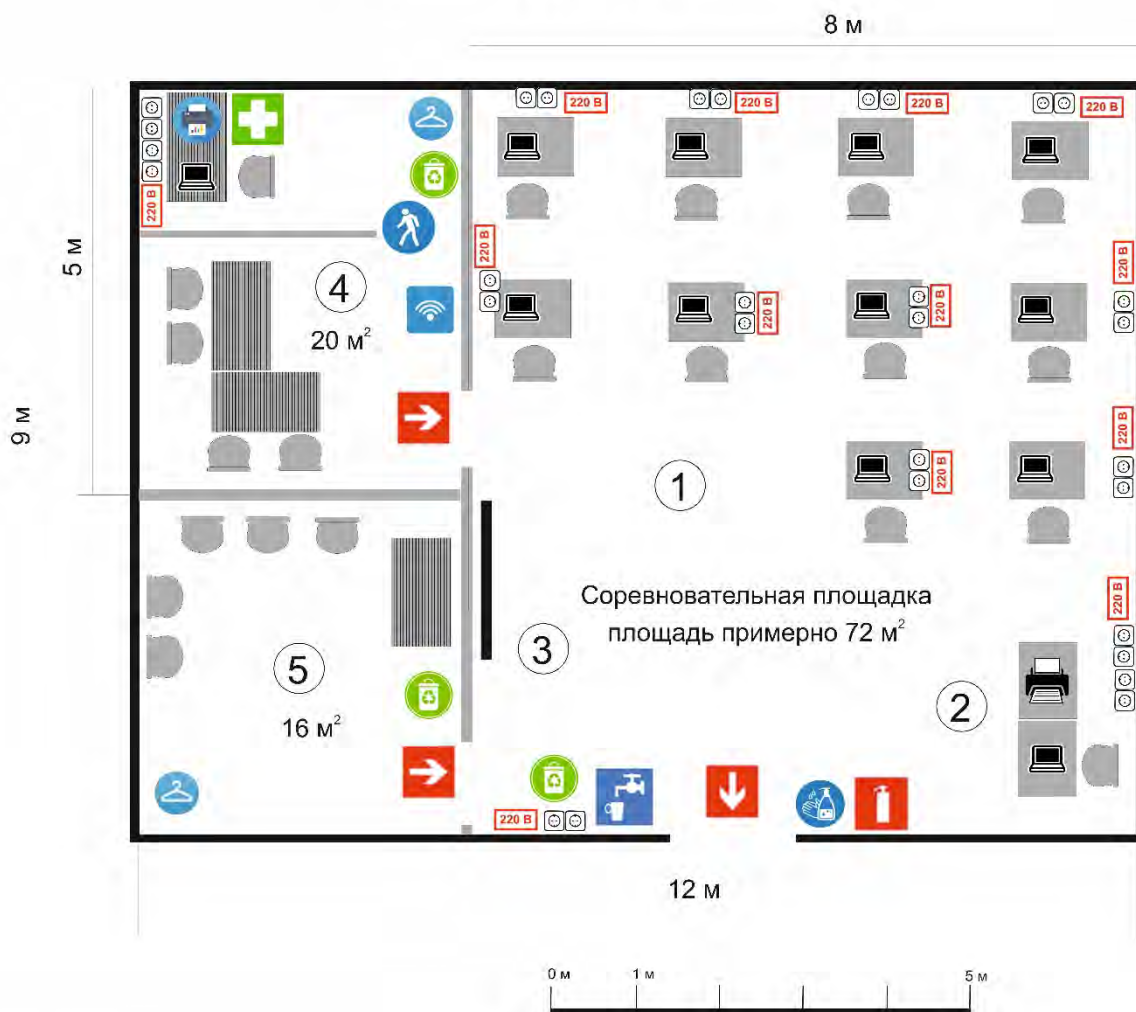 8 м
220 В
220 В
220 В
220 В
220 В
5 м
220 В
220 В
4
20 м²
220 В
220 В
9 м
220 В
220 В
1
Соревновательная площадка
площадь примерно 72 м²
220 В
3
5
2
16 м²
220 В
12 м
0 м 1 м 5 м